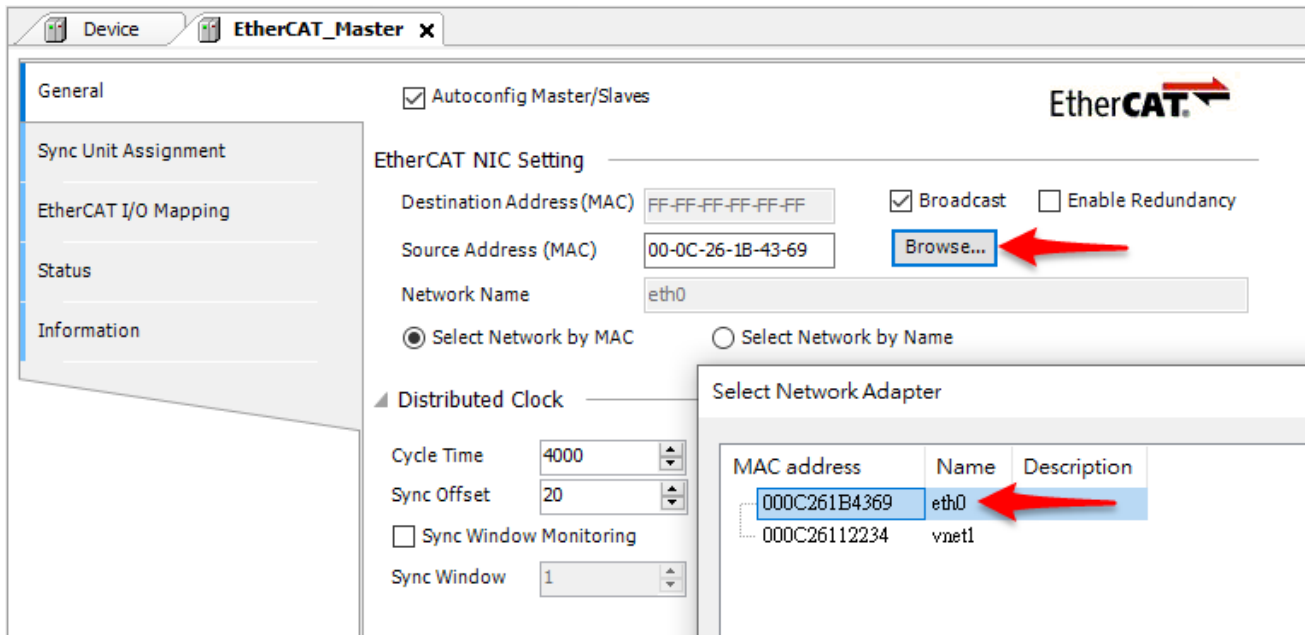 Device EtherCAT_Master
General
Autoconfig Master/Slaves
EtherCAT.
Sync Unit Assignment
EtherCAT NIC Setting
EtherCAT I/O Mapping
Destination Address (MAC) FF-FF-FF-FF-FF-FF Broadcast Enable Redundancy
Source Address (MAC) 00-0C-26-1B-43-69 Browse...
Status
Network Name eth0
Information
Select Network by MAC Select Network by Name
Distributed Clock
Cycle Time 4000
Sync Offset 20
Sync Window Monitoring
Sync Window 1
Select Network Adapter
MAC address Name Description
000C261B4369 eth0
000C26112234 vnet1